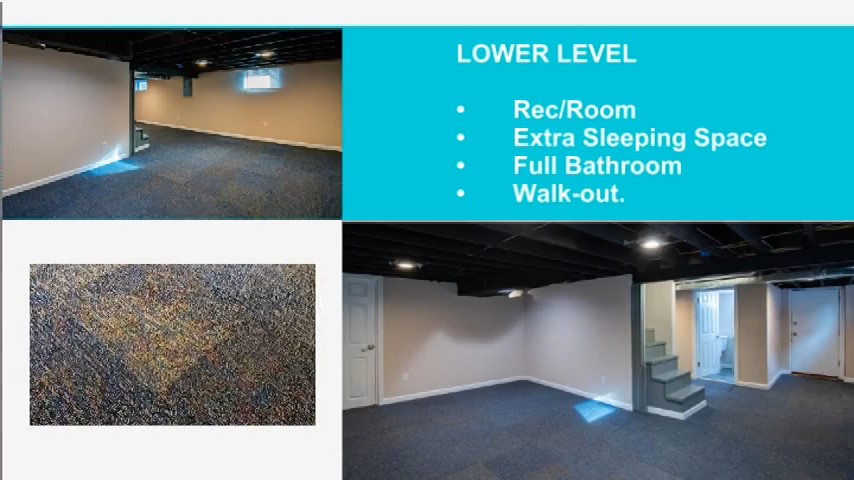 LOWER LEVEL
• Rec/Room
• Extra Sleeping Space
• Full Bathroom
• Walk-out.